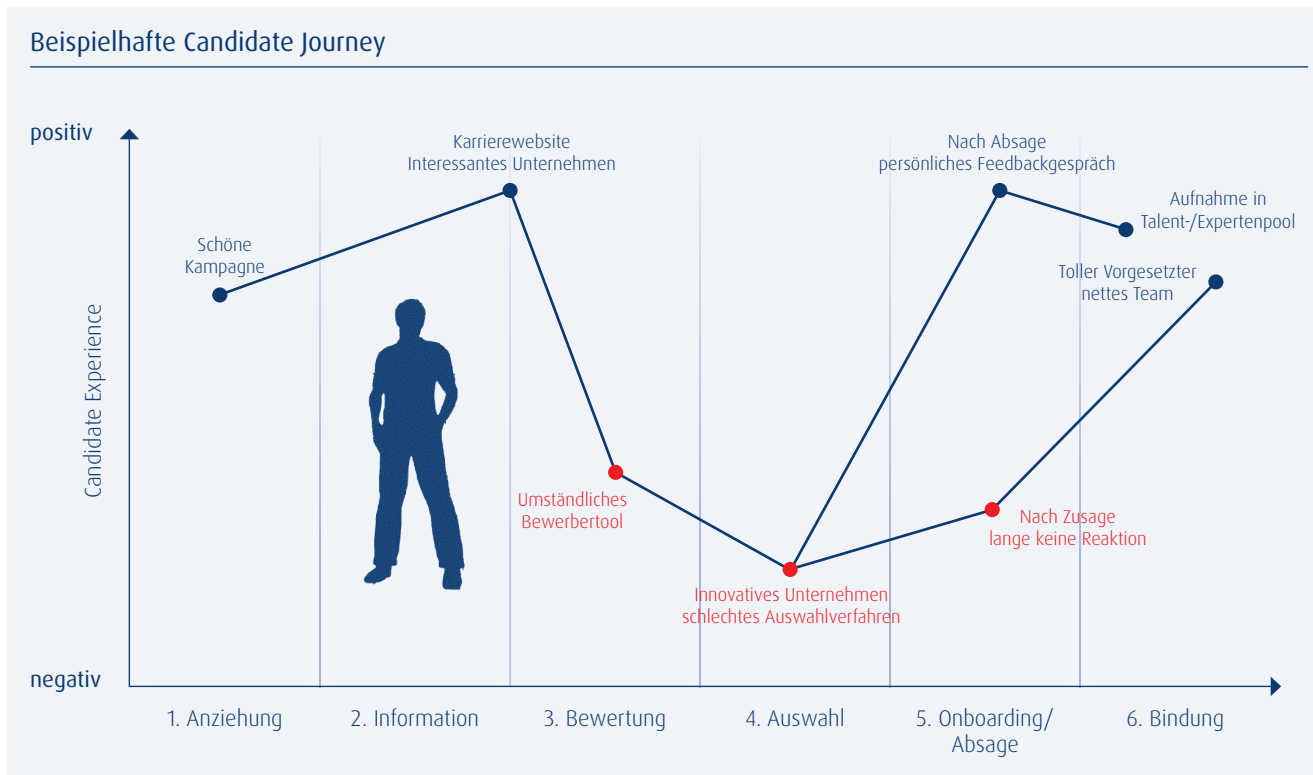 Beispielhafte Candidate Journey
positiv
Karrierewebsite
Interessantes Unternehmen
Nach Absage
persönliches Feedbackgespräch
Aufnahme in
Talent-/Expertenpool
Schöne
Kampagne
Toller Vorgesetzter
nettes Team
Candidate Experience
Umständliches
Bewerbertool
Nach Zusage
lange keine Reaktion
Innovatives Unternehmen
schlechtes Auswahlverfahren
negativ
1. Anziehung
2. Information
3. Bewertung
4. Auswahl
5. Onboarding/
Absage
6. Bindung